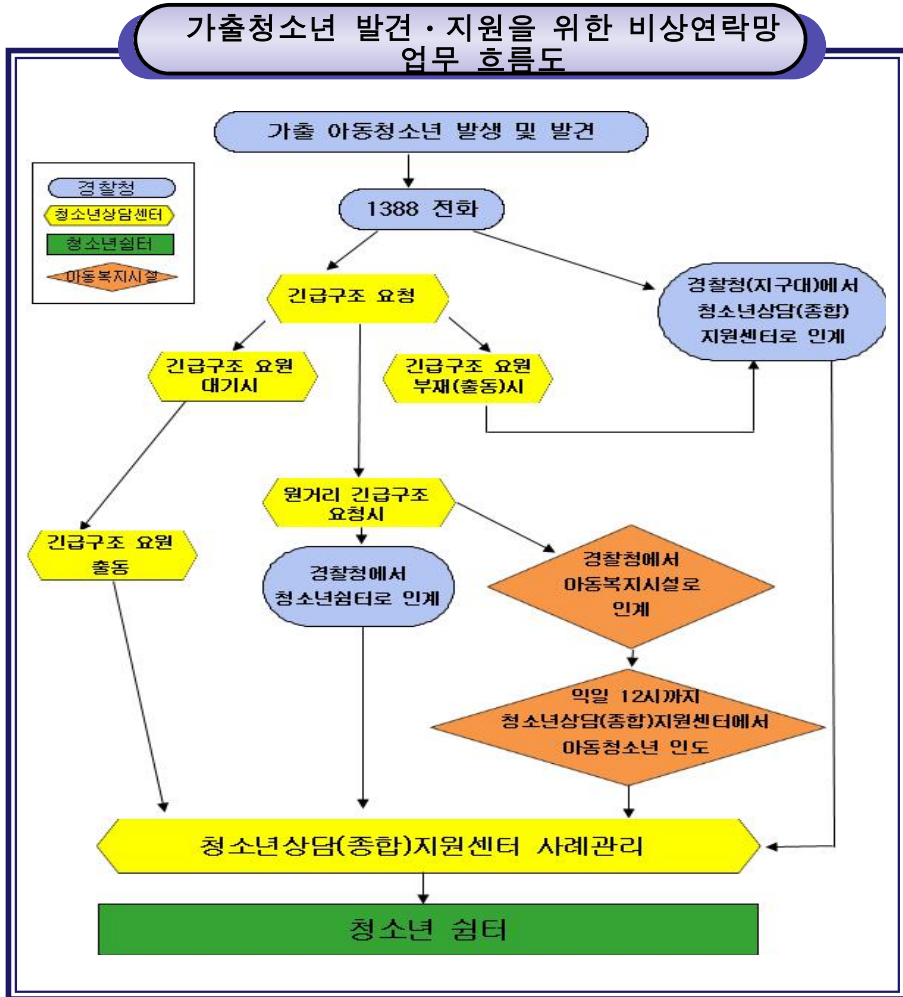 가출청소년 발견·지원을 위한 비상연락망
업무 흐름도
가출 아동청소년 발생 및 발견
경찰청
청소년상담센터
청소년쉼터
아동복지시설
1388 전화
긴급구조 요청
경찰청(지구대)에서
청소년상담(종합)
지원센터로 인계
긴급구조 요원
대기시
긴급구조 요원
부재(출동)시
원거리 긴급구조
요청시
긴급구조 요원
출동
경찰청에서
청소년쉼터로 인계
경찰청에서
아동복지시설로
인계
익일 12시까지
청소년상담(종합)지원센터에서
아동청소년 인도
청소년상담(종합)지원센터 사례관리
청소년 쉼터